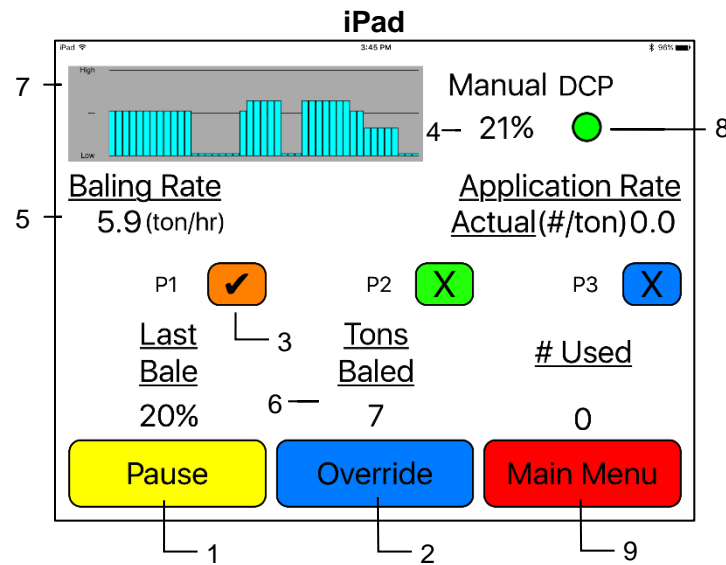 iPad
iPad 3:45 PM 96%
High
7
Manual DCP
4 21% 8
Low
Baling Rate Application Rate
5 5.9 (ton/hr) Actual(#/ton)0.0
P1 ✔ P2 X P3 X
3
Last Tons
Bale Baled # Used
6
20% 7 0
Pause Override Main Menu
1 2 9